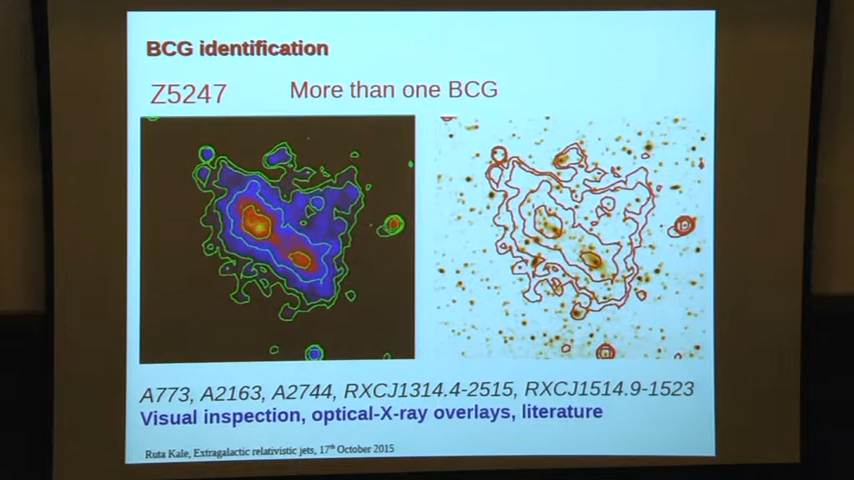 BCG identification
Z5247 More than one BCG
A773, A2163, A2744, RXCJ1314.4-2515, RXCJ1514.9-1523
Visual inspection, optical-X-ray overlays, literature
Ruta Kale, Extragalactic relativistic jets, 17th October 2015